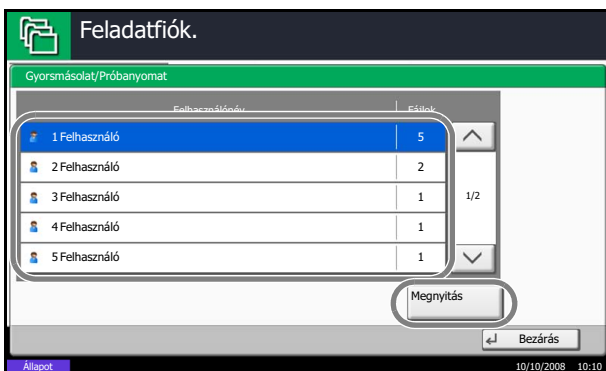 Feladatfiók.
Gyorsmásolat/Próbanyomat
Felhasználónév Fájlok
1 Felhasználó 5
2 Felhasználó 2
3 Felhasználó 1
1/2
4 Felhasználó 1
5 Felhasználó 1
Megnyitás
Bezárás
Állapot 10/10/2008 10:10